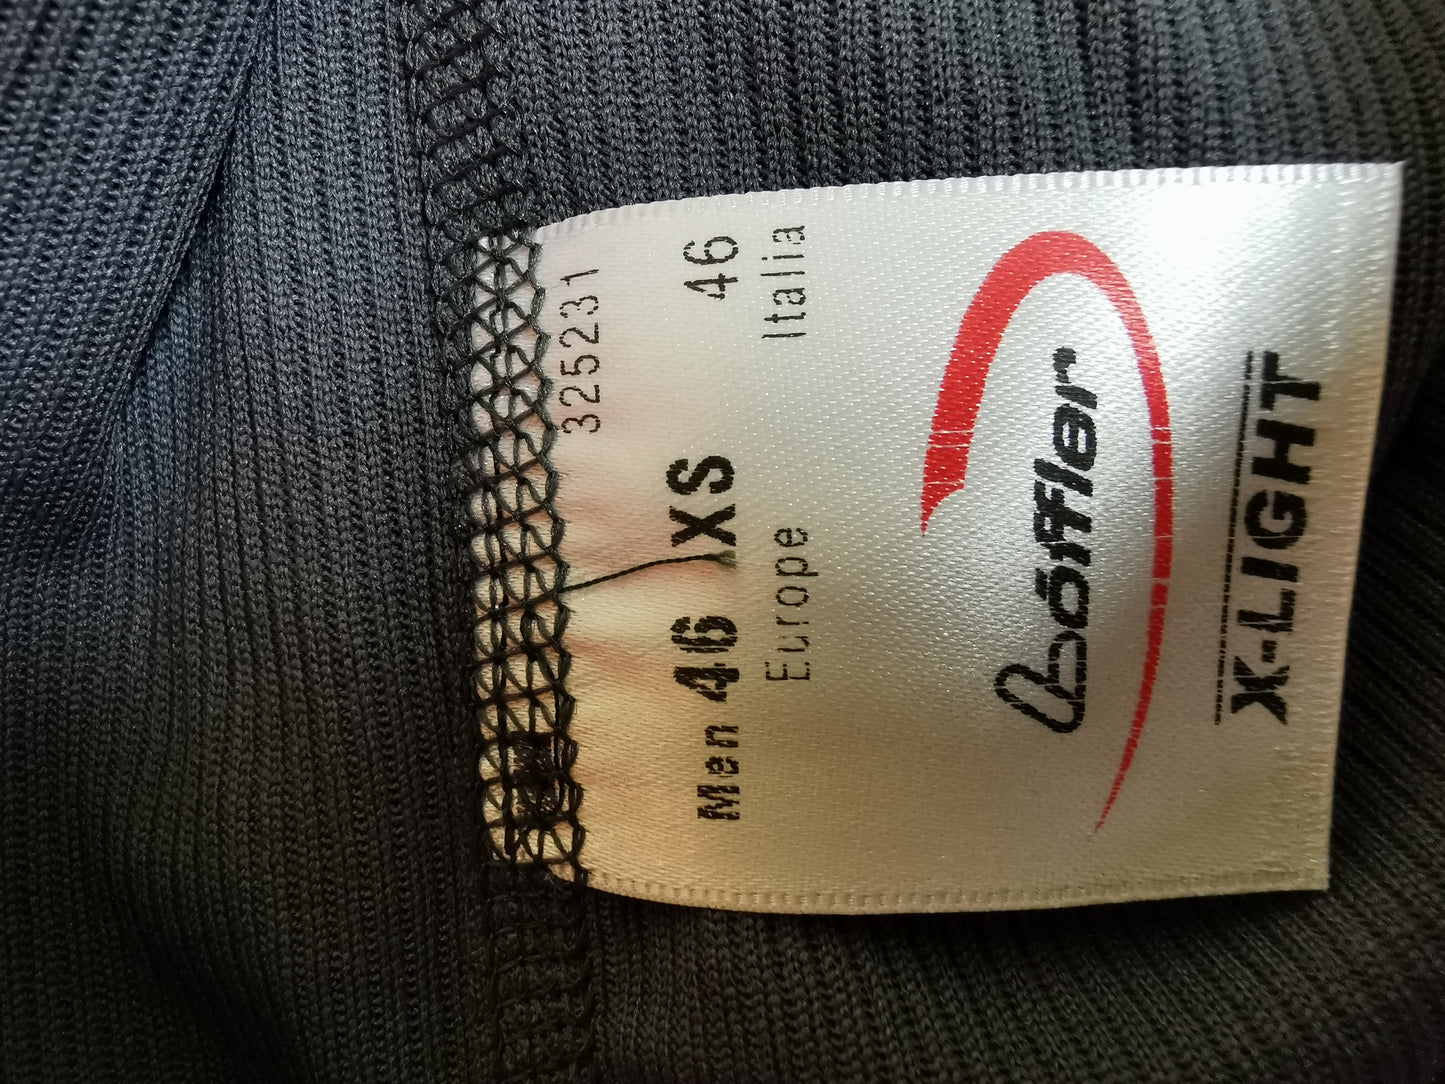 325231
Men 46 XS 46
Europe Italia
Löffler
X-LIGHT